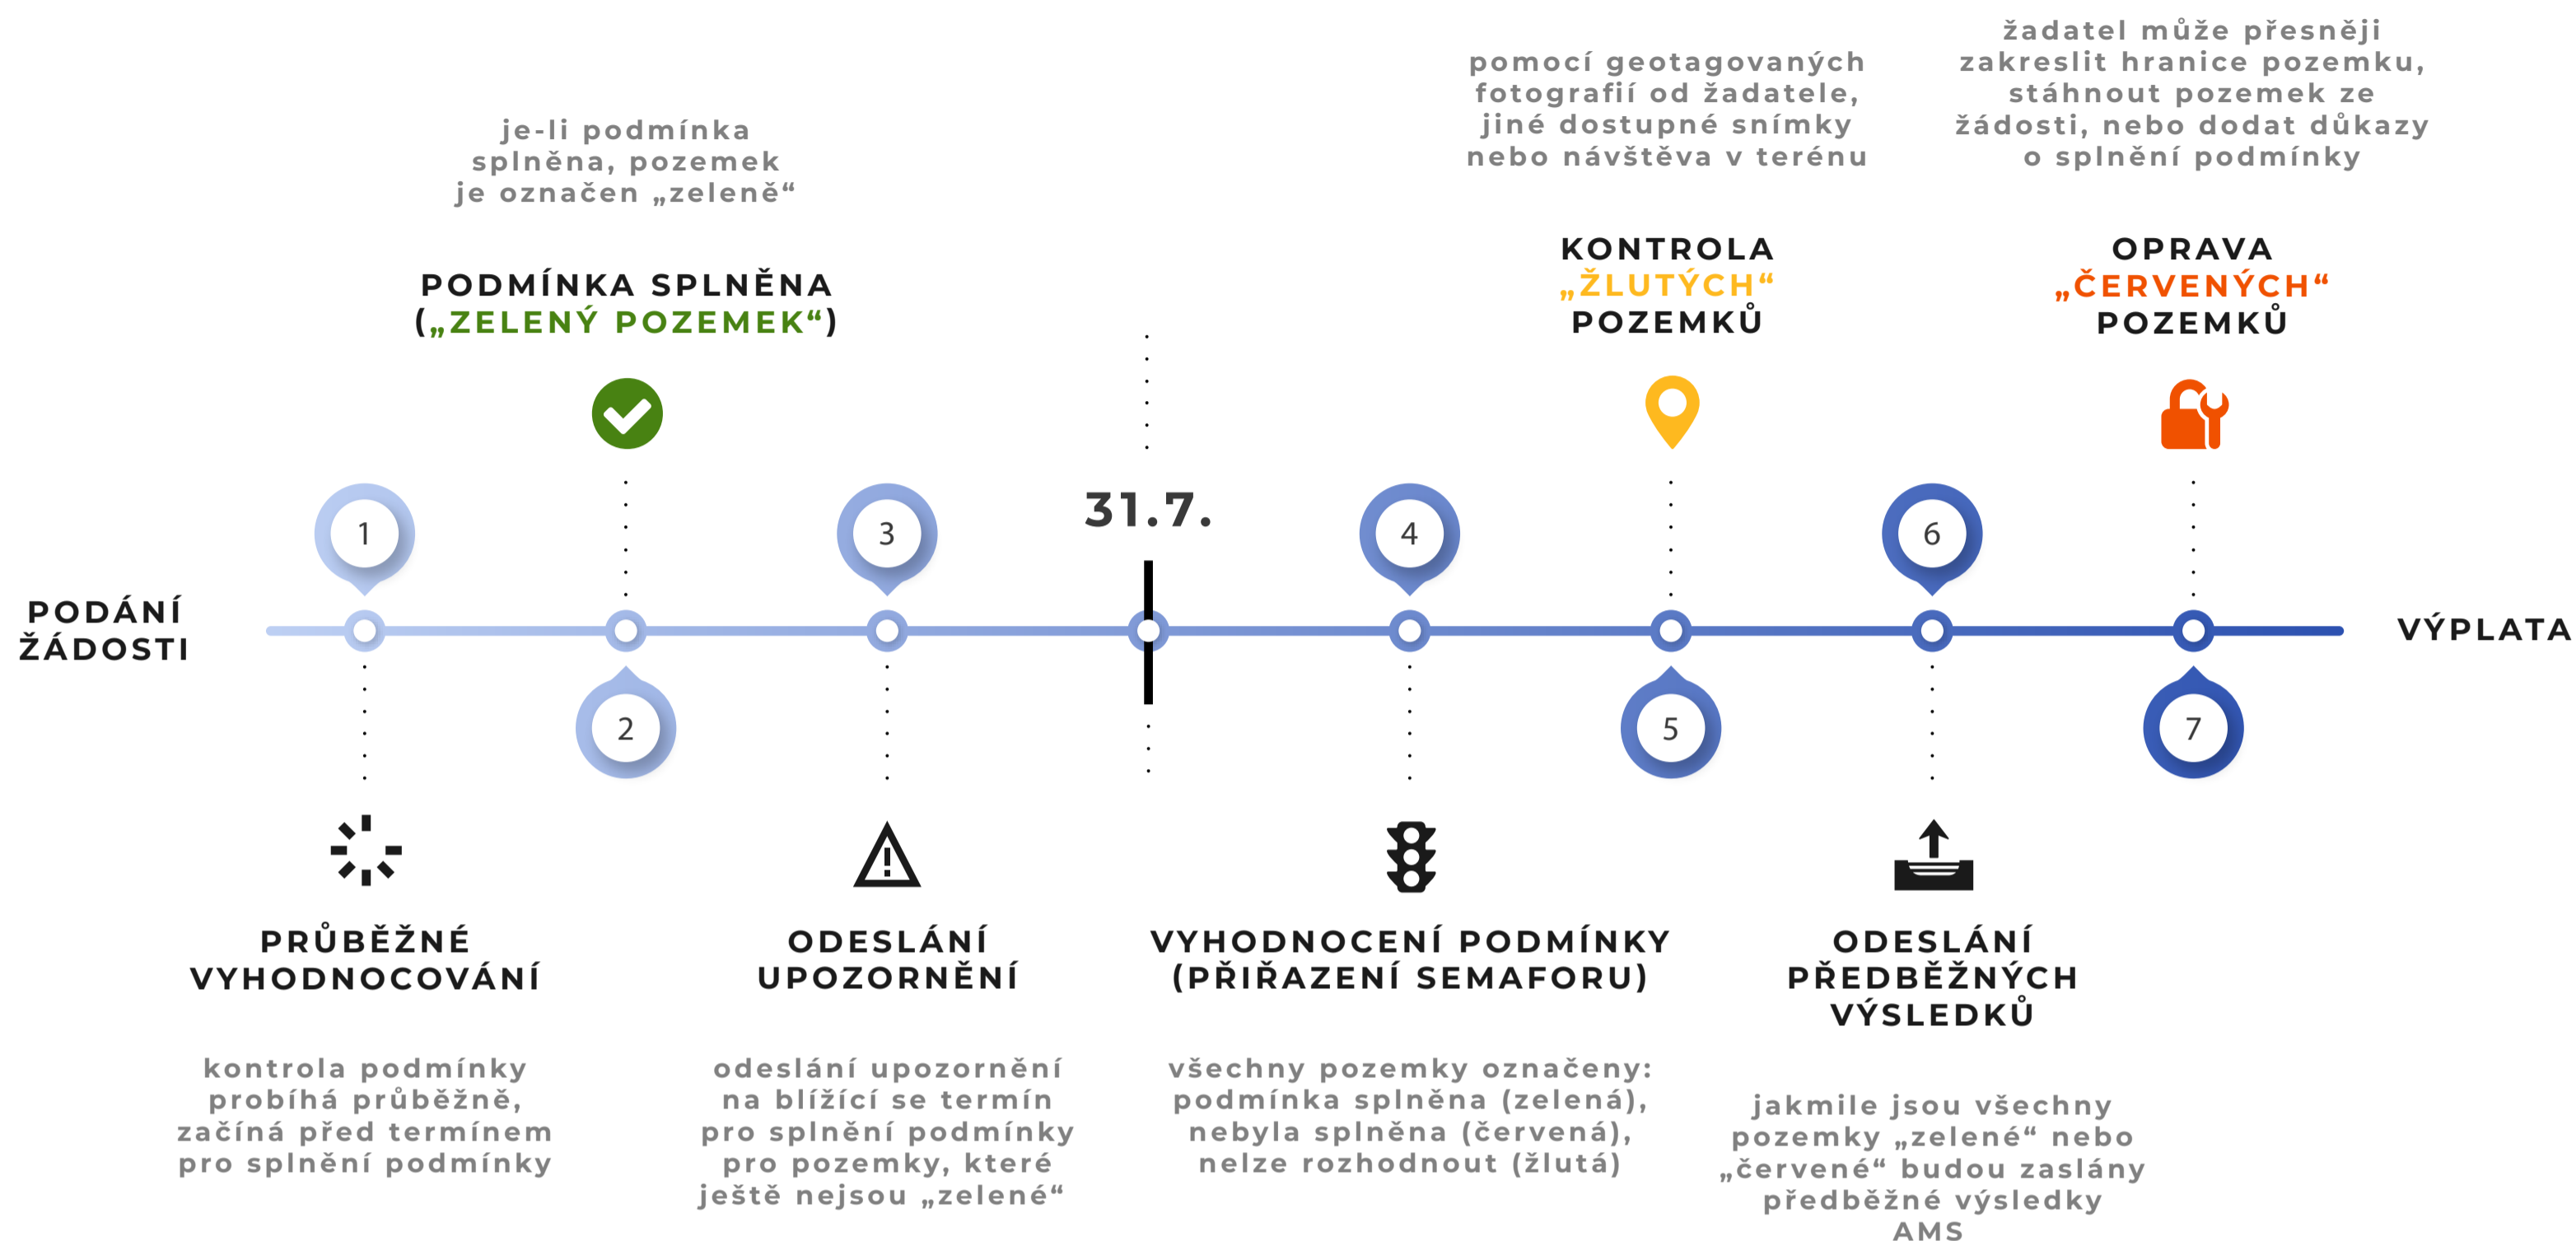 PODÁNÍ
ŽÁDOSTI
1
PRŮBĚŽNÉ
VYHODNOCOVÁNÍ
kontrola podmínky
probíhá průběžně,
začíná před termínem
pro splnění podmínky
je-li podmínka
splněna, pozemek
je označen „zeleně“
PODMÍNKA SPLNĚNA
(„ZELENÝ POZEMEK“)
2
3
ODESLÁNÍ
UPOZORNĚNÍ
odeslání upozornění
na blížící se termín
pro splnění podmínky
pro pozemky, které
ještě nejsou „zelené“
31.7.
4
VYHODNOCENÍ PODMÍNKY
(PŘIŘAZENÍ SEMAFORU)
všechny pozemky označeny:
podmínka splněna (zelená),
nebyla splněna (červená),
nelze rozhodnout (žlutá)
pomocí geotagovaných
fotografií od žadatele,
jiné dostupné snímky
nebo návštěva v terénu
KONTROLA
„ŽLUTÝCH“
POZEMKŮ
5
6
ODESLÁNÍ
PŘEDBĚŽNÝCH
VÝSLEDKŮ
jakmile jsou všechny
pozemky „zelené“ nebo
„červené“ budou zaslány
předběžné výsledky
AMS
žadatel může přesněji
zakreslit hranice pozemku,
stáhnout pozemek ze
žádosti, nebo dodat důkazy
o splnění podmínky
OPRAVA
„ČERVENÝCH“
POZEMKŮ
7
VÝPLATA